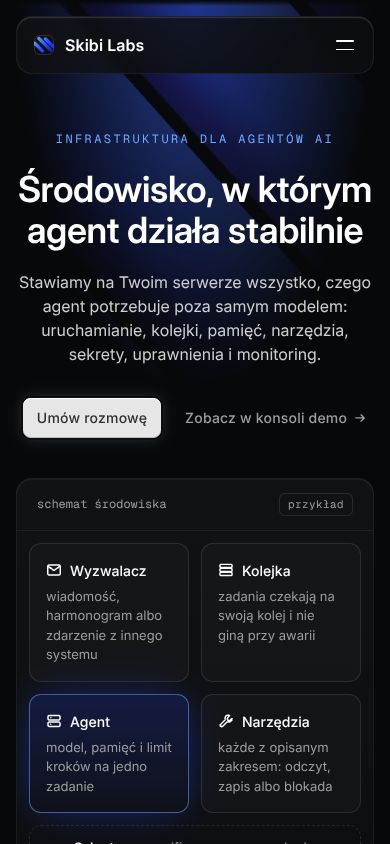 Skibi Labs
INFRASTRUKTURA DLA AGENTÓW AI
Środowisko, w którym
agent działa stabilnie
Stawiamy na Twoim serwerze wszystko, czego
agent potrzebuje poza samym modelem:
uruchamianie, kolejki, pamięć, narzędzia,
sekrety, uprawnienia i monitoring.
Umów rozmowę
Zobacz w konsoli demo →
schemat środowiska
przykład
Wyzwalacz
wiadomość,
harmonogram albo
zdarzenie z innego
systemu
Kolejka
zadania czekają na
swoją kolej i nie
giną przy awarii
Agent
model, pamięć i limit
kroków na jedno
zadanie
Narzędzia
każde z opisanym
zakresem: odczyt,
zapis albo blokada